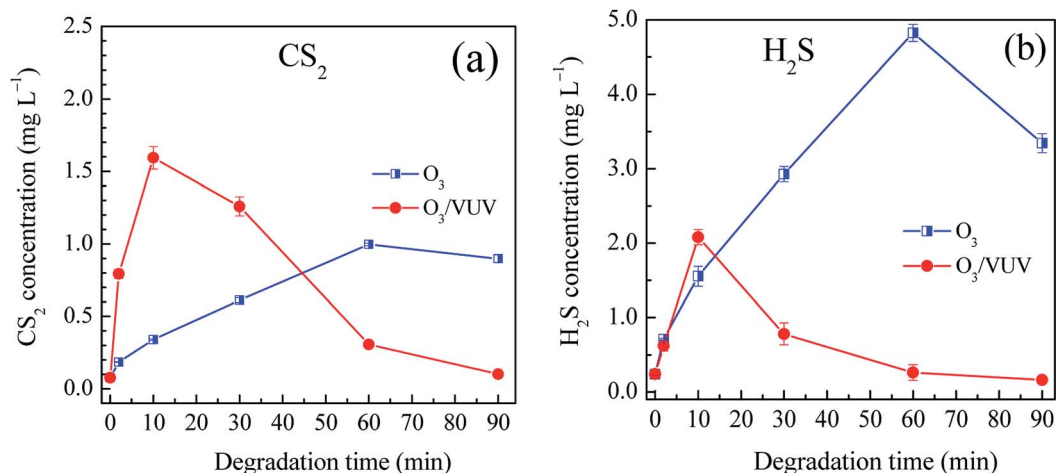 (a)
CS₂
CS₂ concentration (mg L⁻¹)
2.5
2.0
1.5
1.0
0.5
0.0
O₃
O₃/VUV
0 10 20 30 40 50 60 70 80 90
Degradation time (min)
(b)
H₂S
H₂S concentration (mg L⁻¹)
5.0
4.0
3.0
2.0
1.0
0.0
O₃
O₃/VUV
0 10 20 30 40 50 60 70 80 90
Degradation time (min)